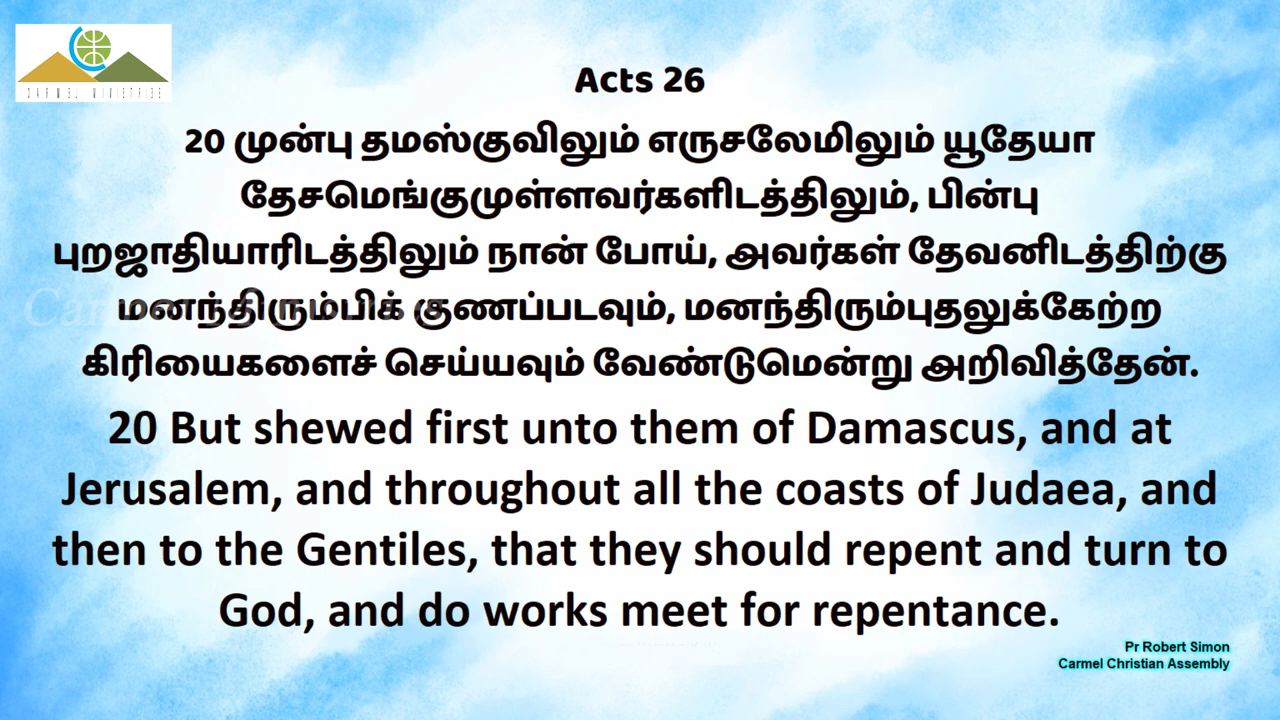 CARMEL MINISTRIES
Acts 26
20 முன்பு தமஸ்குவிலும் எருசலேமிலும் யூதேயா
தேசமெங்குமுள்ளவர்களிடத்திலும், பின்பு
புறஜாதியாரிடத்திலும் நான் போய், அவர்கள் தேவனிடத்திற்கு
மனந்திரும்பிக் குணப்படவும், மனந்திரும்புதலுக்கேற்ற
கிரியைகளைச் செய்யவும் வேண்டுமென்று அறிவித்தேன்.
20 But shewed first unto them of Damascus, and at
Jerusalem, and throughout all the coasts of Judaea, and
then to the Gentiles, that they should repent and turn to
God, and do works meet for repentance.
Pr Robert Simon
Carmel Christian Assembly